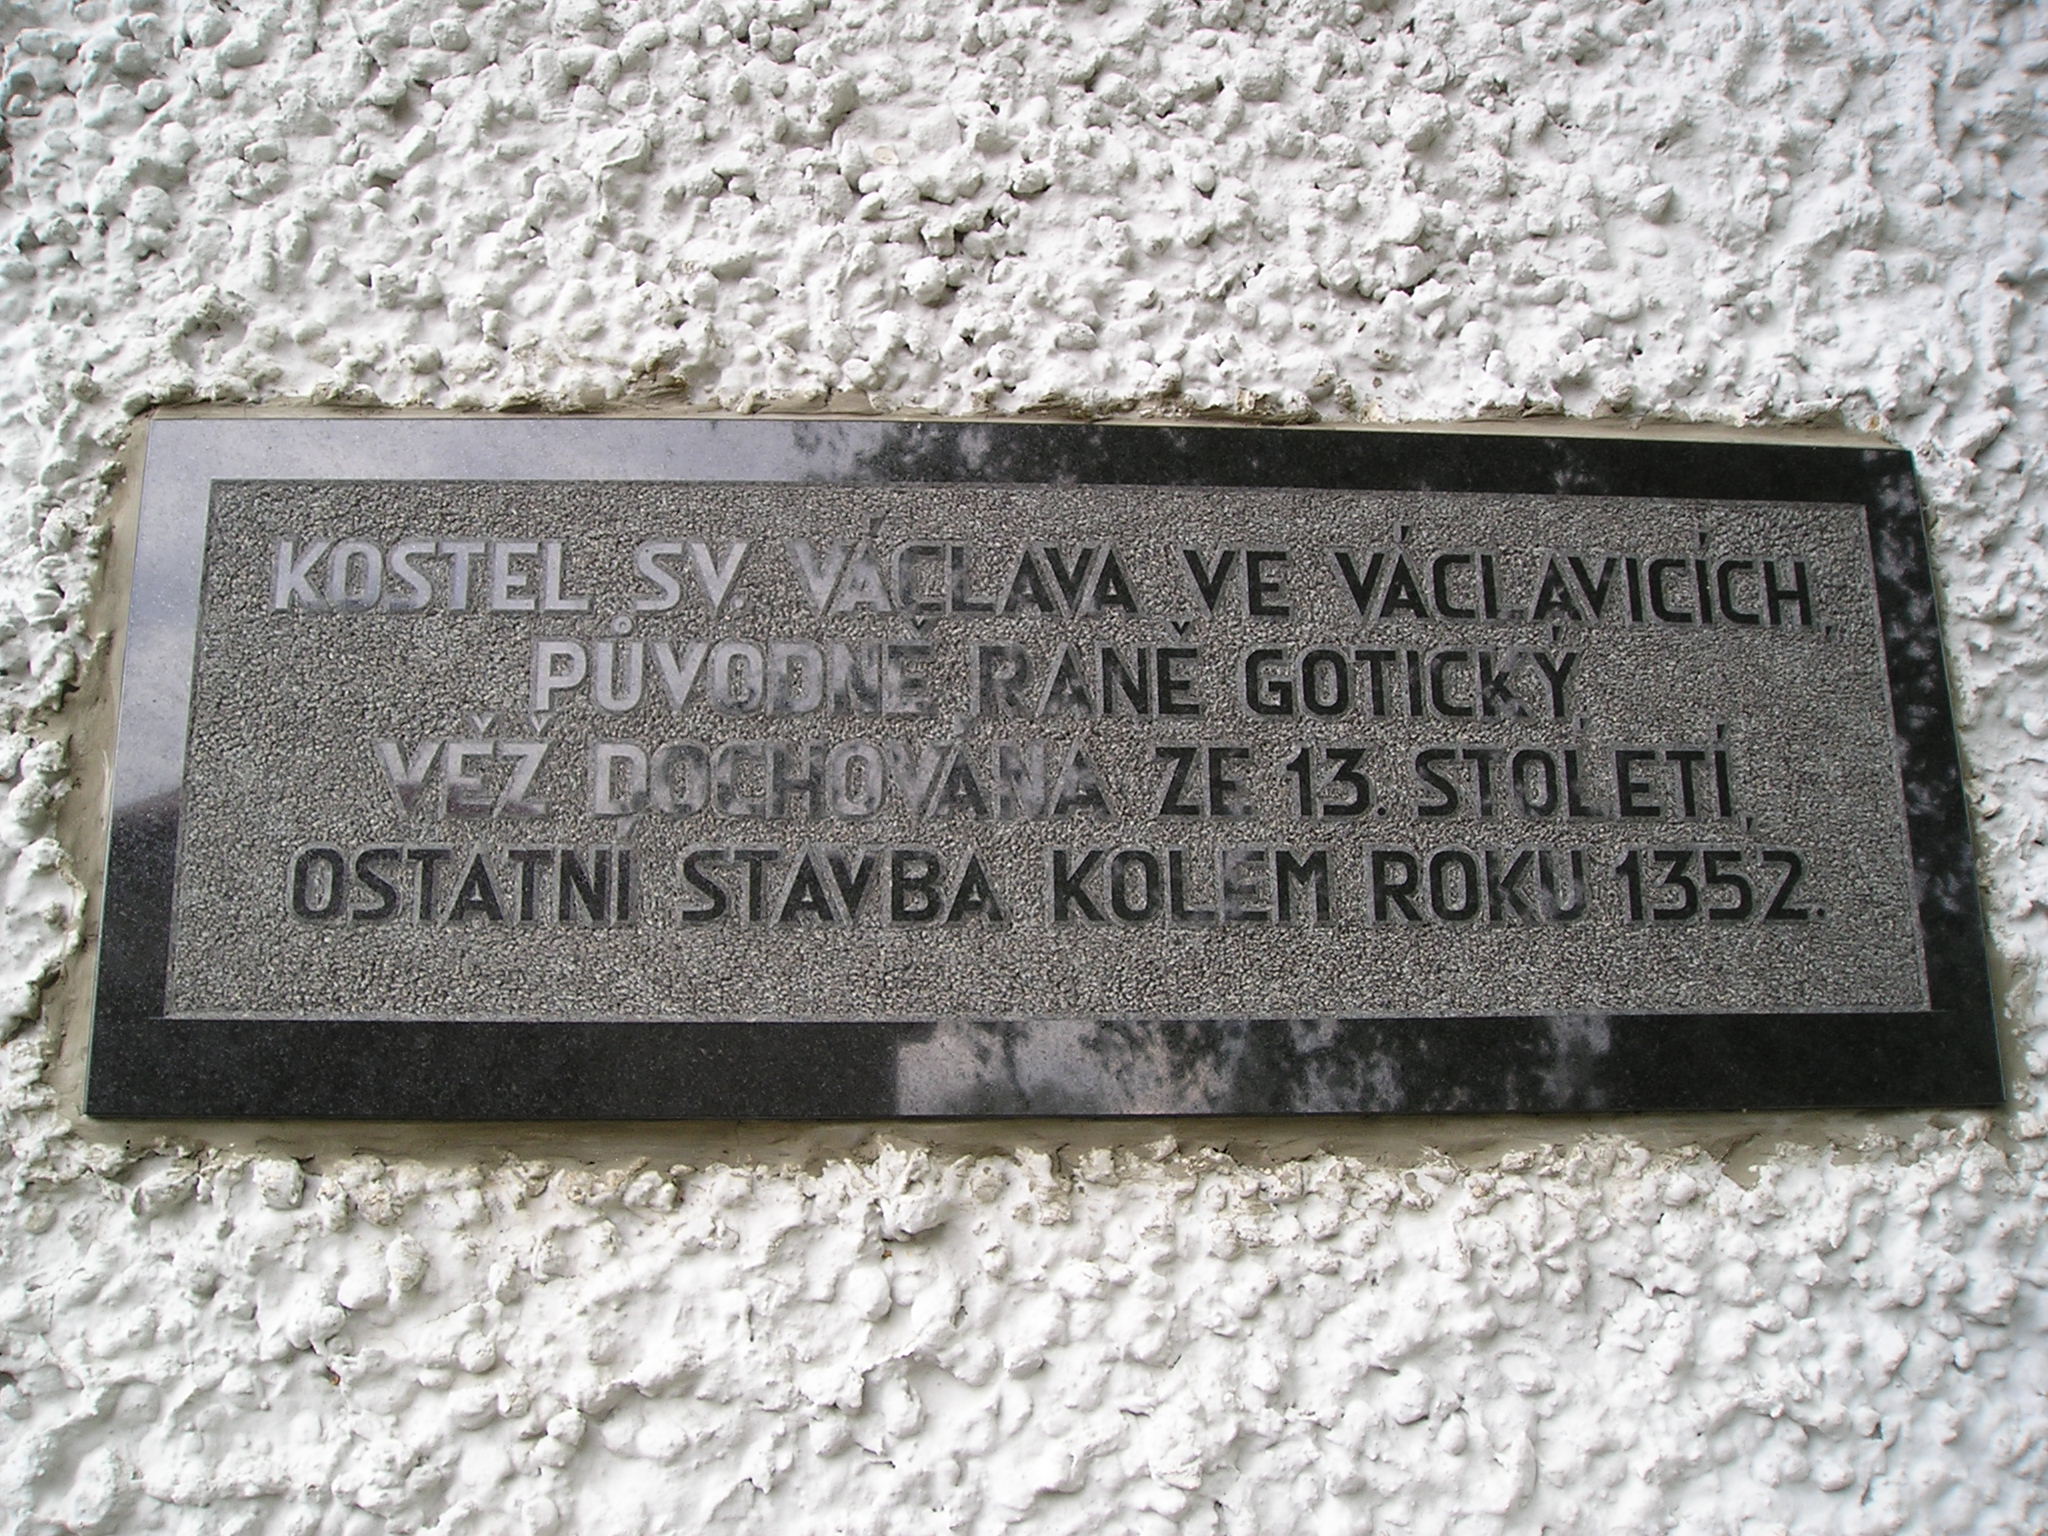 KOSTEL SV. VÁCLAVA VE VÁCLAVICÍCH,
PŮVODNĚ RANĚ GOTICKÝ,
VĚŽ DOCHOVÁNA ZE 13. STOLETÍ,
OSTATNÍ STAVBA KOLEM ROKU 1352.